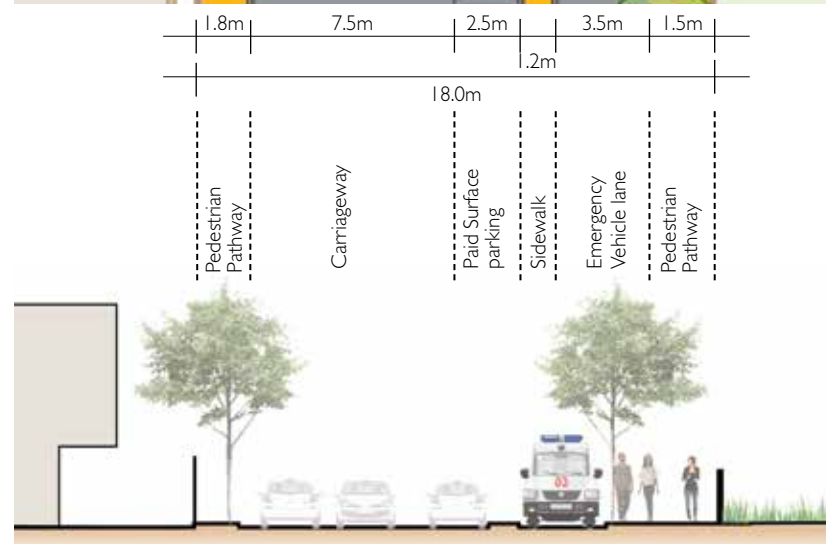 1.8m 7.5m 2.5m 3.5m 1.5m
1.2m
18.0m
Pedestrian
Pathway
Carriageway
Paid Surface
parking
Sidewalk
Emergency
Vehicle lane
Pedestrian
Pathway
03